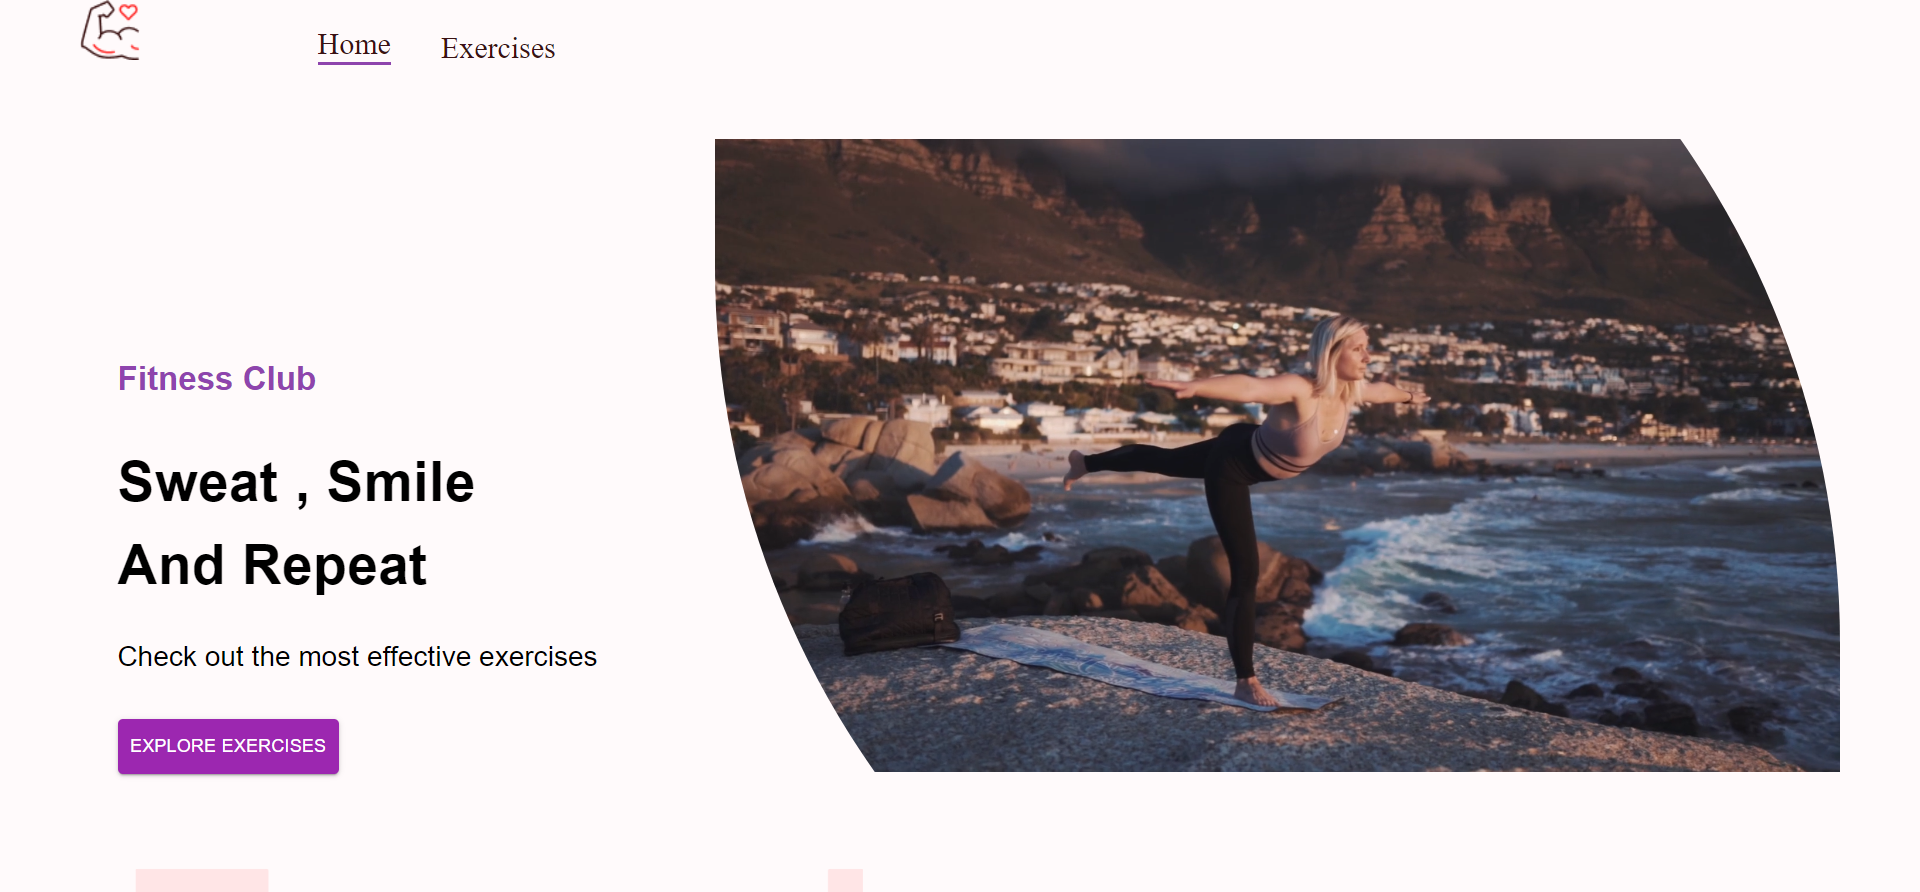 Home Exercises
Fitness Club
Sweat , Smile
And Repeat
Check out the most effective exercises
EXPLORE EXERCISES